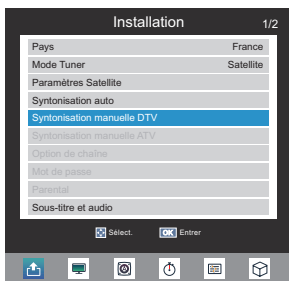 Installation 1/2
Pays France
Mode Tuner Satellite
Paramètres Satellite
Syntonisation auto
Syntonisation manuelle DTV
Syntonisation manuelle ATV
Option de chaîne
Mot de passe
Parental
Sous-titre et audio
Sélect. OK Entrer